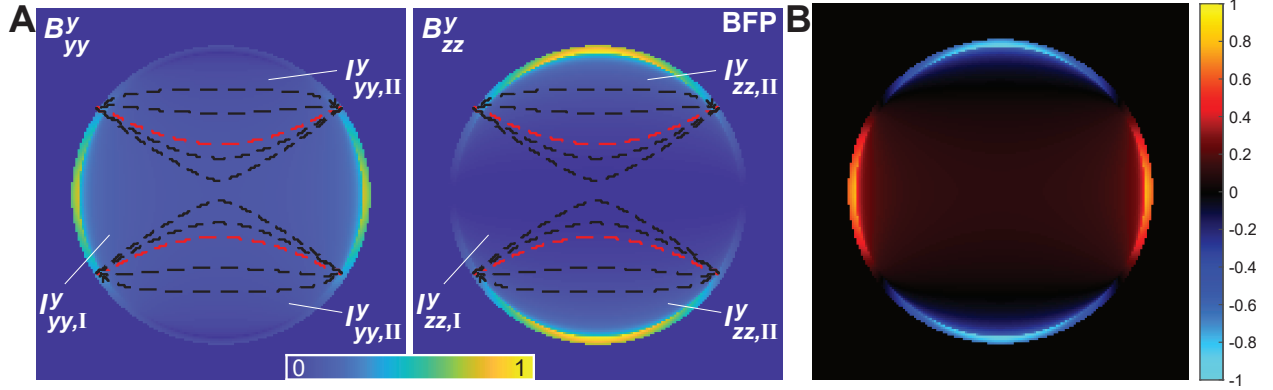 A
B^y_yy
I^y_yy,II
I^y_yy,I
I^y_yy,II
0
1
B^y_zz
BFP
I^y_zz,II
I^y_zz,I
I^y_zz,II
B
1
0.8
0.6
0.4
0.2
0
-0.2
-0.4
-0.6
-0.8
-1